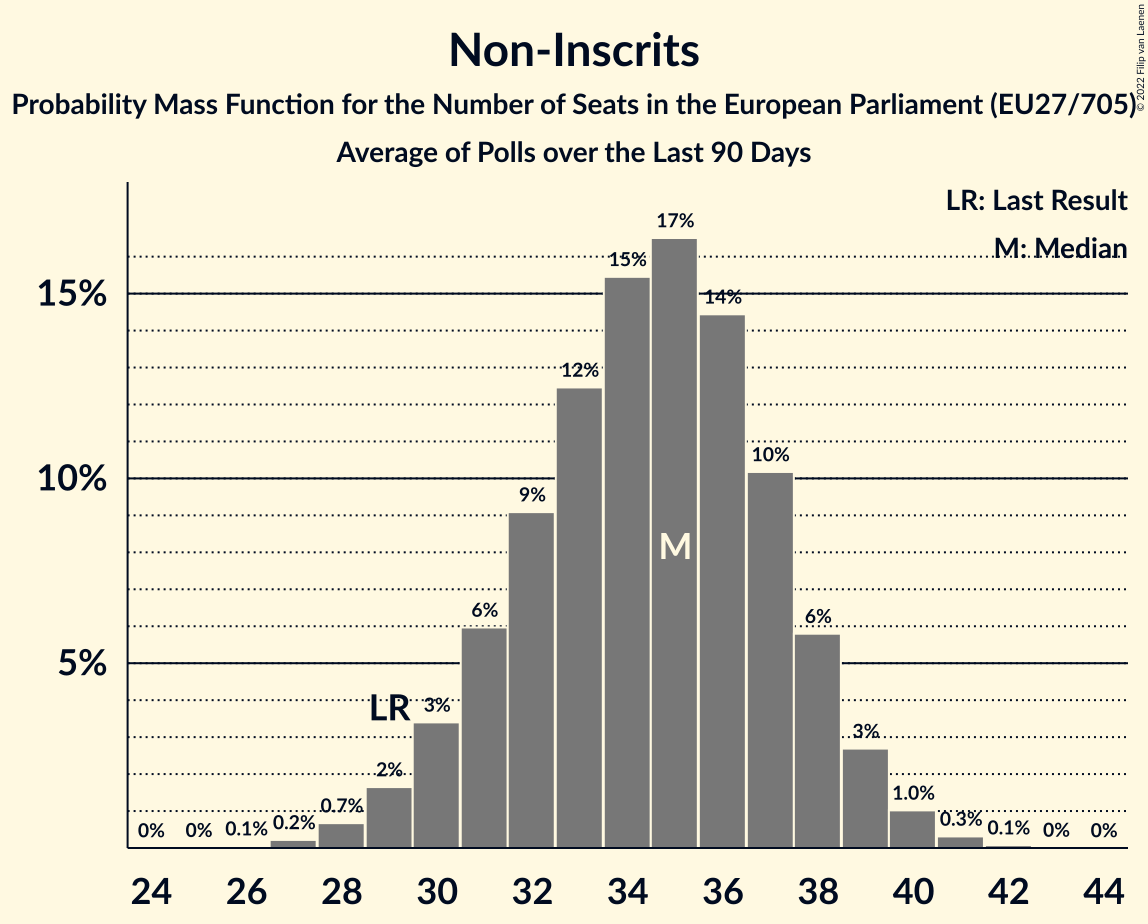 Non-Inscrits
Probability Mass Function for the Number of Seats in the European Parliament (EU27/705)
Average of Polls over the Last 90 Days
© 2022 Filip van Laenen
LR: Last Result
M: Median
15%
10%
5%
0%
0%
0.1%
0.2%
0.7%
2%
3%
6%
9%
12%
15%
17%
14%
10%
6%
3%
1.0%
0.3%
0.1%
0%
0%
LR
M
24 26 28 30 32 34 36 38 40 42 44